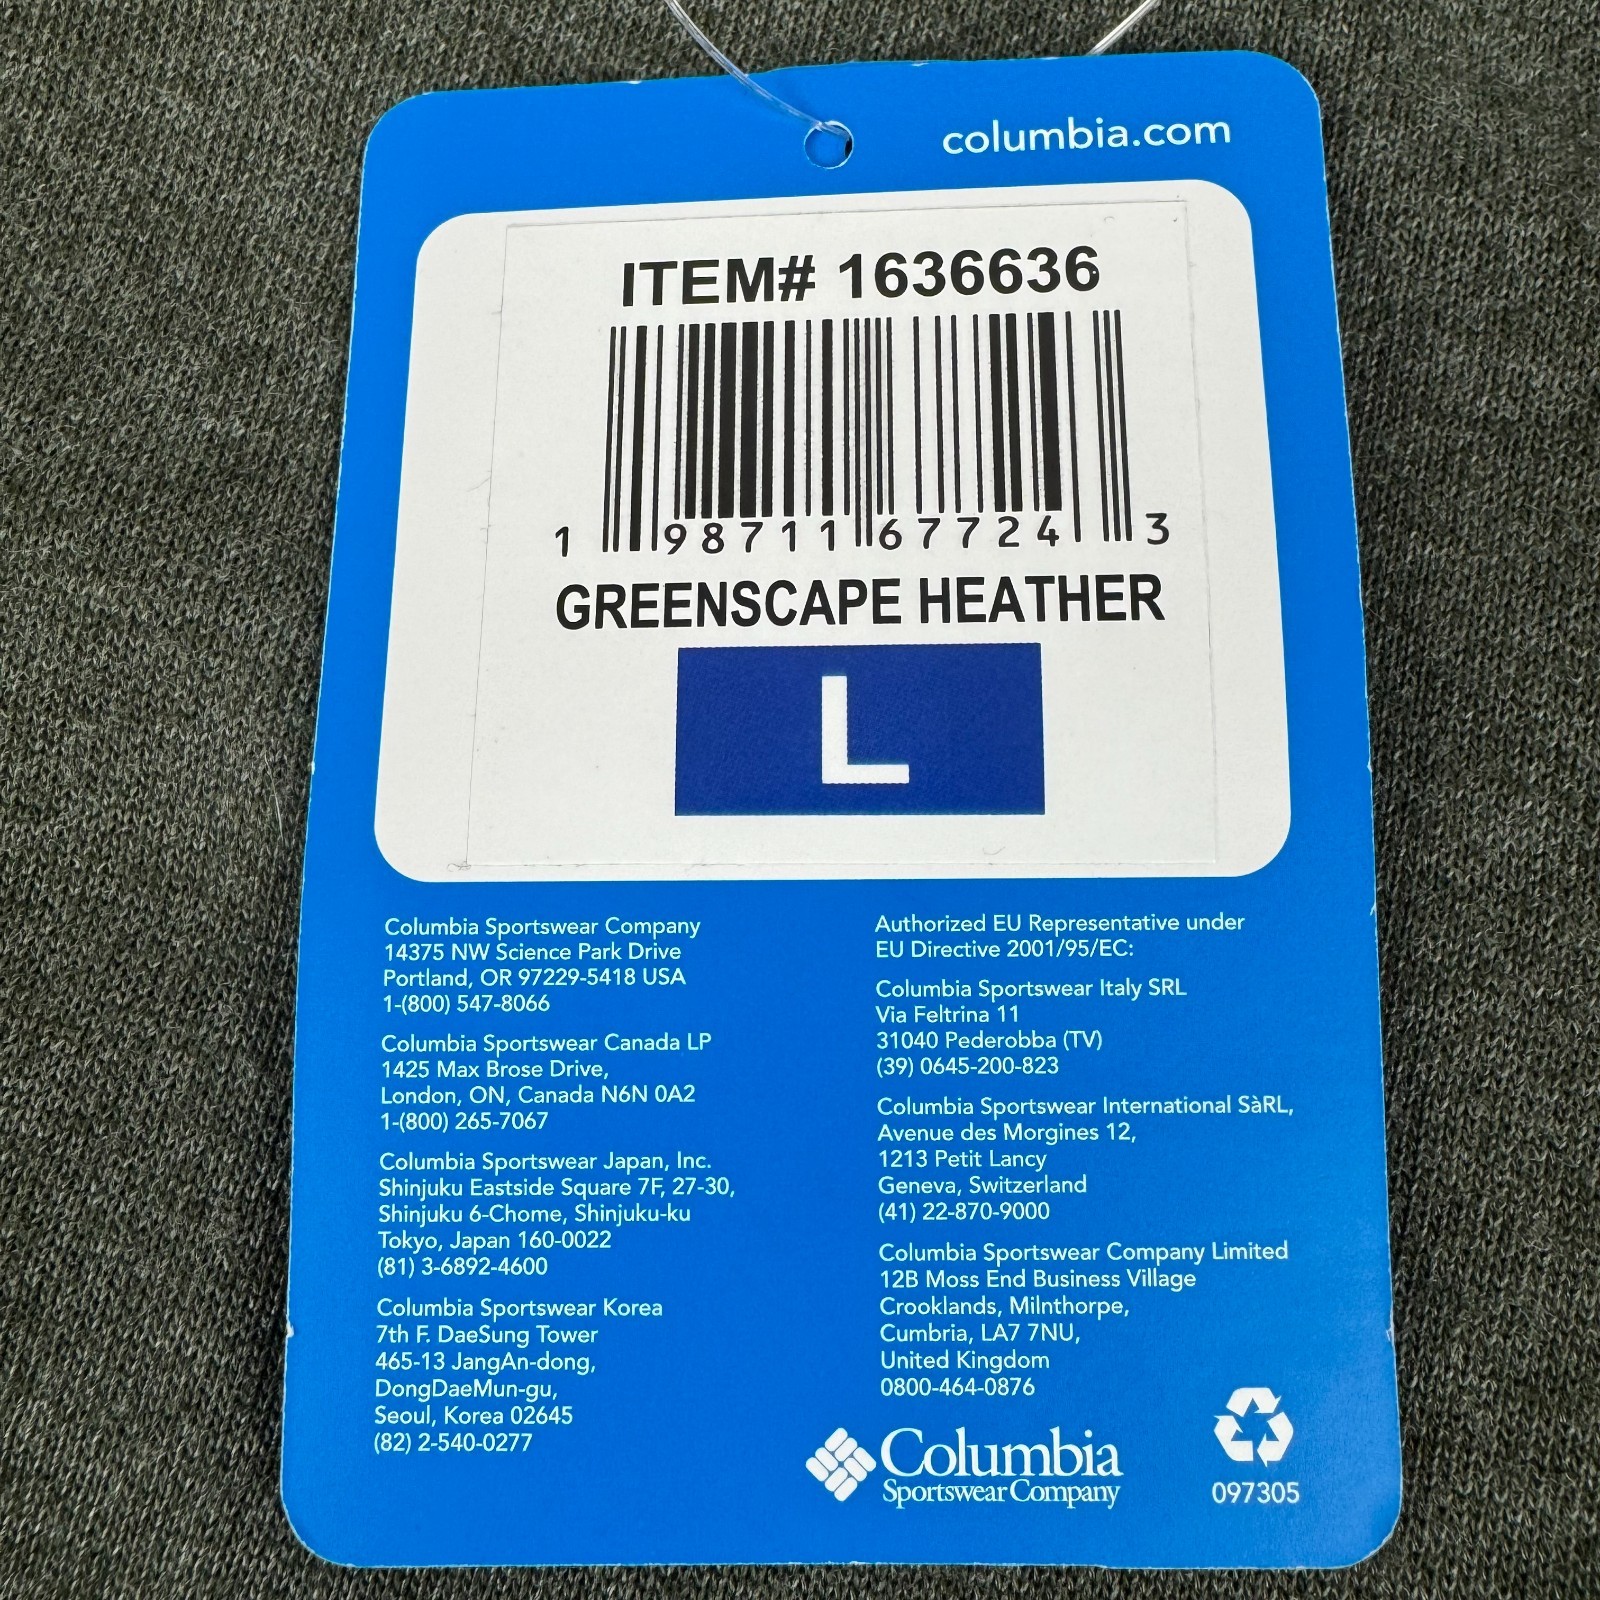 columbia.com
ITEM# 1636636
1 98711 67724 3
GREENSCAPE HEATHER
L
Columbia Sportswear Company
14375 NW Science Park Drive
Portland, OR 97229-5418 USA
1-(800) 547-8066
Columbia Sportswear Canada LP
1425 Max Brose Drive,
London, ON, Canada N6N 0A2
1-(800) 265-7067
Columbia Sportswear Japan, Inc.
Shinjuku Eastside Square 7F, 27-30,
Shinjuku 6-Chome, Shinjuku-ku
Tokyo, Japan 160-0022
(81) 3-6892-4600
Columbia Sportswear Korea
7th F. DaeSung Tower
465-13 JangAn-dong,
DongDaeMun-gu,
Seoul, Korea 02645
(82) 2-540-0277
Authorized EU Representative under
EU Directive 2001/95/EC:
Columbia Sportswear Italy SRL
Via Feltrina 11
31040 Pederobba (TV)
(39) 0645-200-823
Columbia Sportswear International SàRL,
Avenue des Morgines 12,
1213 Petit Lancy
Geneva, Switzerland
(41) 22-870-9000
Columbia Sportswear Company Limited
12B Moss End Business Village
Crooklands, Milnthorpe,
Cumbria, LA7 7NU,
United Kingdom
0800-464-0876
Columbia
Sportswear Company
097305